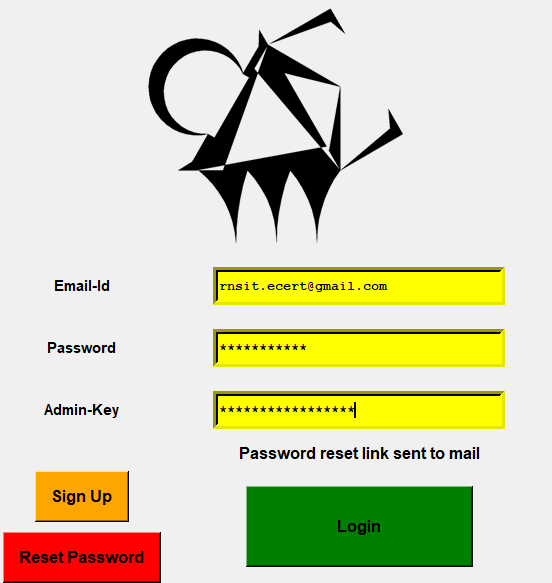 Email-Id
rnsit.ecert@gmail.com
Password
***********
Admin-Key
*****************
Password reset link sent to mail
Sign Up
Login
Reset Password